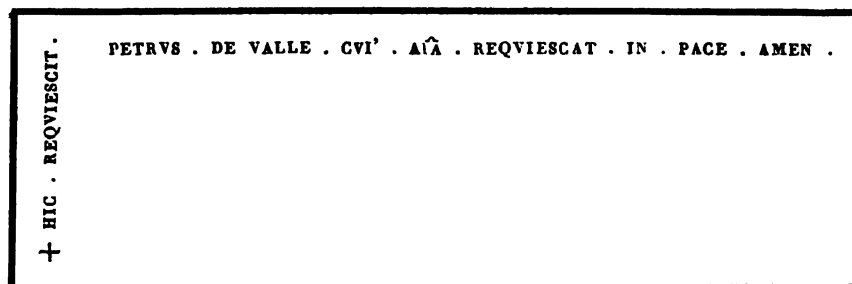 + HIC . REQVIESCIT .
PETRVS . DE VALLE . CVI' . AIÂ . REQVIESCAT . IN . PACE . AMEN .